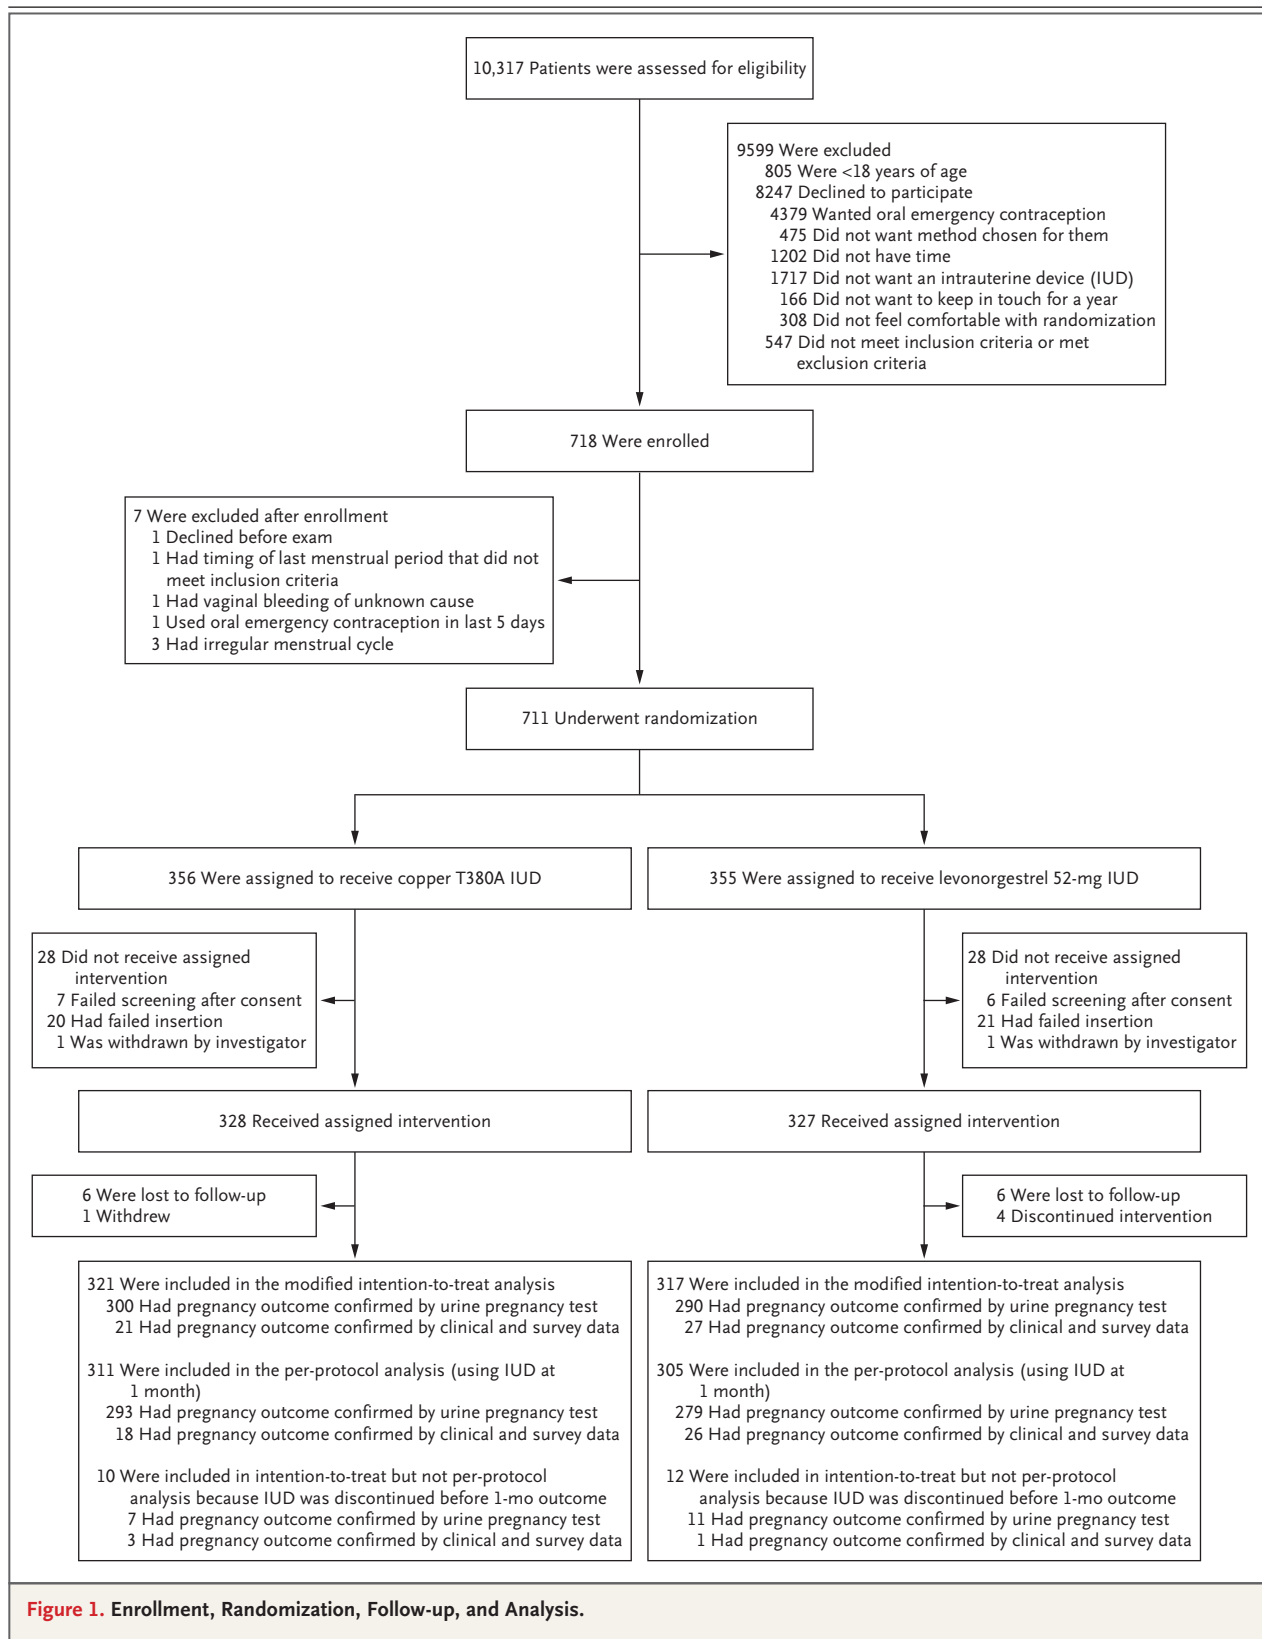 10,317 Patients were assessed for eligibility
9599 Were excluded
805 Were <18 years of age
8247 Declined to participate
4379 Wanted oral emergency contraception
475 Did not want method chosen for them
1202 Did not have time
1717 Did not want an intrauterine device (IUD)
166 Did not want to keep in touch for a year
308 Did not feel comfortable with randomization
547 Did not meet inclusion criteria or met
exclusion criteria
718 Were enrolled
7 Were excluded after enrollment
1 Declined before exam
1 Had timing of last menstrual period that did not
meet inclusion criteria
1 Had vaginal bleeding of unknown cause
1 Used oral emergency contraception in last 5 days
3 Had irregular menstrual cycle
711 Underwent randomization
356 Were assigned to receive copper T380A IUD
355 Were assigned to receive levonorgestrel 52-mg IUD
28 Did not receive assigned
intervention
7 Failed screening after consent
20 Had failed insertion
1 Was withdrawn by investigator
28 Did not receive assigned
intervention
6 Failed screening after consent
21 Had failed insertion
1 Was withdrawn by investigator
328 Received assigned intervention
327 Received assigned intervention
6 Were lost to follow-up
1 Withdrew
6 Were lost to follow-up
4 Discontinued intervention
321 Were included in the modified intention-to-treat analysis
300 Had pregnancy outcome confirmed by urine pregnancy test
21 Had pregnancy outcome confirmed by clinical and survey data
311 Were included in the per-protocol analysis (using IUD at
1 month)
293 Had pregnancy outcome confirmed by urine pregnancy test
18 Had pregnancy outcome confirmed by clinical and survey data
10 Were included in intention-to-treat but not per-protocol
analysis because IUD was discontinued before 1-mo outcome
7 Had pregnancy outcome confirmed by urine pregnancy test
3 Had pregnancy outcome confirmed by clinical and survey data
317 Were included in the modified intention-to-treat analysis
290 Had pregnancy outcome confirmed by urine pregnancy test
27 Had pregnancy outcome confirmed by clinical and survey data
305 Were included in the per-protocol analysis (using IUD at
1 month)
279 Had pregnancy outcome confirmed by urine pregnancy test
26 Had pregnancy outcome confirmed by clinical and survey data
12 Were included in intention-to-treat but not per-protocol
analysis because IUD was discontinued before 1-mo outcome
11 Had pregnancy outcome confirmed by urine pregnancy test
1 Had pregnancy outcome confirmed by clinical and survey data
Figure 1. Enrollment, Randomization, Follow-up, and Analysis.